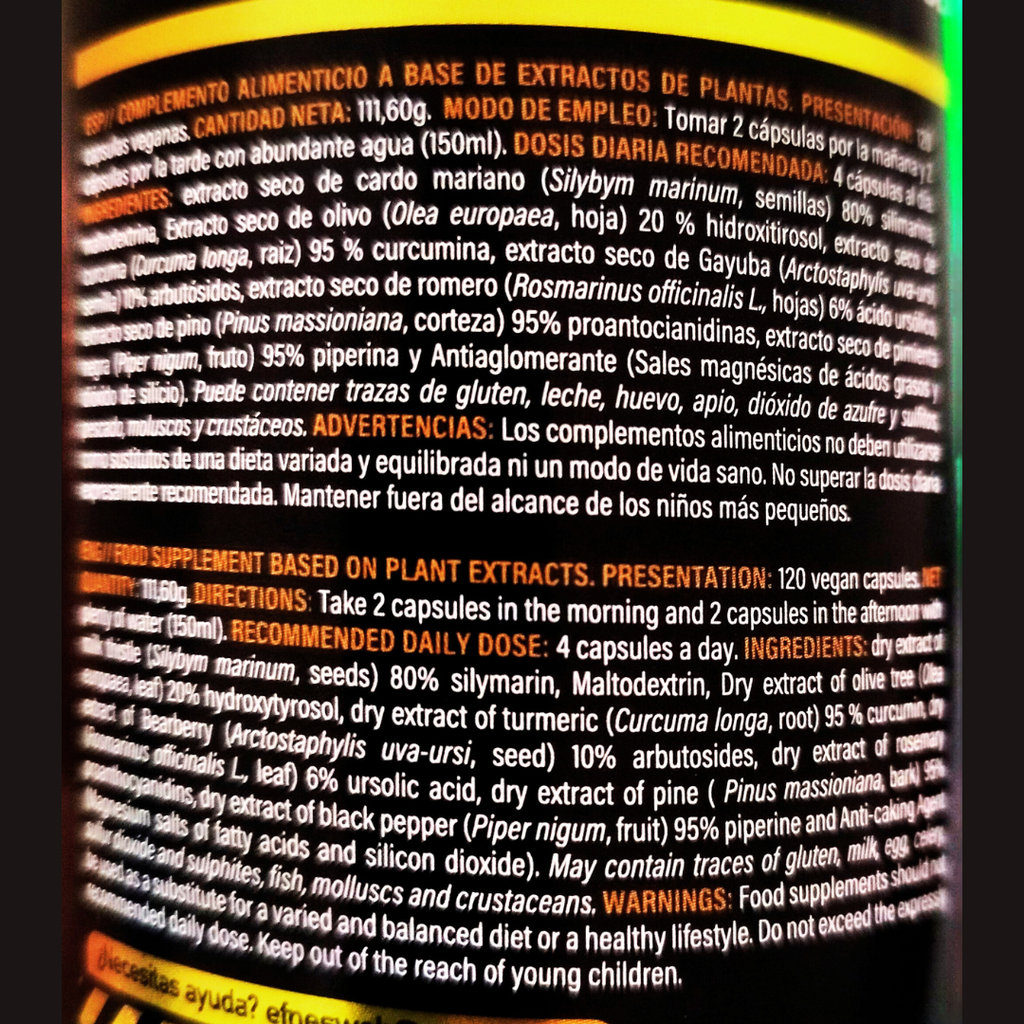 ESP// COMPLEMENTO ALIMENTICIO A BASE DE EXTRACTOS DE PLANTAS. PRESENTACIÓN: 120
cápsulas veganas. CANTIDAD NETA: 111,60g. MODO DE EMPLEO: Tomar 2 cápsulas por la mañana y 2
cápsulas por la tarde con abundante agua (150ml). DOSIS DIARIA RECOMENDADA: 4 cápsulas al día.
INGREDIENTES: extracto seco de cardo mariano (Silybym marinum, semillas) 80% silimarina,
maltodextrina, Extracto seco de olivo (Olea europaea, hoja) 20 % hidroxitirosol, extracto seco de
cúrcuma (Curcuma longa, raiz) 95 % curcumina, extracto seco de Gayuba (Arctostaphylis uva-ursi,
semilla) 10% arbutósidos, extracto seco de romero (Rosmarinus officinalis L, hojas) 6% ácido ursólico,
extracto seco de pino (Pinus massioniana, corteza) 95% proantocianidinas, extracto seco de pimienta
negra (Piper nigum, fruto) 95% piperina y Antiaglomerante (Sales magnésicas de ácidos grasos y
dióxido de silicio). Puede contener trazas de gluten, leche, huevo, apio, dióxido de azufre y sulfitos,
pescado, moluscos y crustáceos. ADVERTENCIAS: Los complementos alimenticios no deben utilizarse
como sustitutos de una dieta variada y equilibrada ni un modo de vida sano. No superar la dosis diaria
expresamente recomendada. Mantener fuera del alcance de los niños más pequeños.
ENG// FOOD SUPPLEMENT BASED ON PLANT EXTRACTS. PRESENTATION: 120 vegan capsules. NET
QUANTITY: 111,60g. DIRECTIONS: Take 2 capsules in the morning and 2 capsules in the afternoon with
plenty of water (150ml). RECOMMENDED DAILY DOSE: 4 capsules a day. INGREDIENTS: dry extract of
milk thistle (Silybym marinum, seeds) 80% silymarin, Maltodextrin, Dry extract of olive tree (Olea
europaea, leaf) 20% hydroxytyrosol, dry extract of turmeric (Curcuma longa, root) 95 % curcumin, dry
extract of Bearberry (Arctostaphylis uva-ursi, seed) 10% arbutosides, dry extract of rosemary
(Rosmarinus officinalis L, leaf) 6% ursolic acid, dry extract of pine ( Pinus massioniana, bark) 95%
proanthocyanidins, dry extract of black pepper (Piper nigum, fruit) 95% piperine and Anti-caking Agent
(Magnesium salts of fatty acids and silicon dioxide). May contain traces of gluten, milk, egg, celery,
sulfur dioxide and sulphites, fish, molluscs and crustaceans. WARNINGS: Food supplements should not
be used as a substitute for a varied and balanced diet or a healthy lifestyle. Do not exceed the expressly
recommended daily dose. Keep out of the reach of young children.
¿Necesitas ayuda?